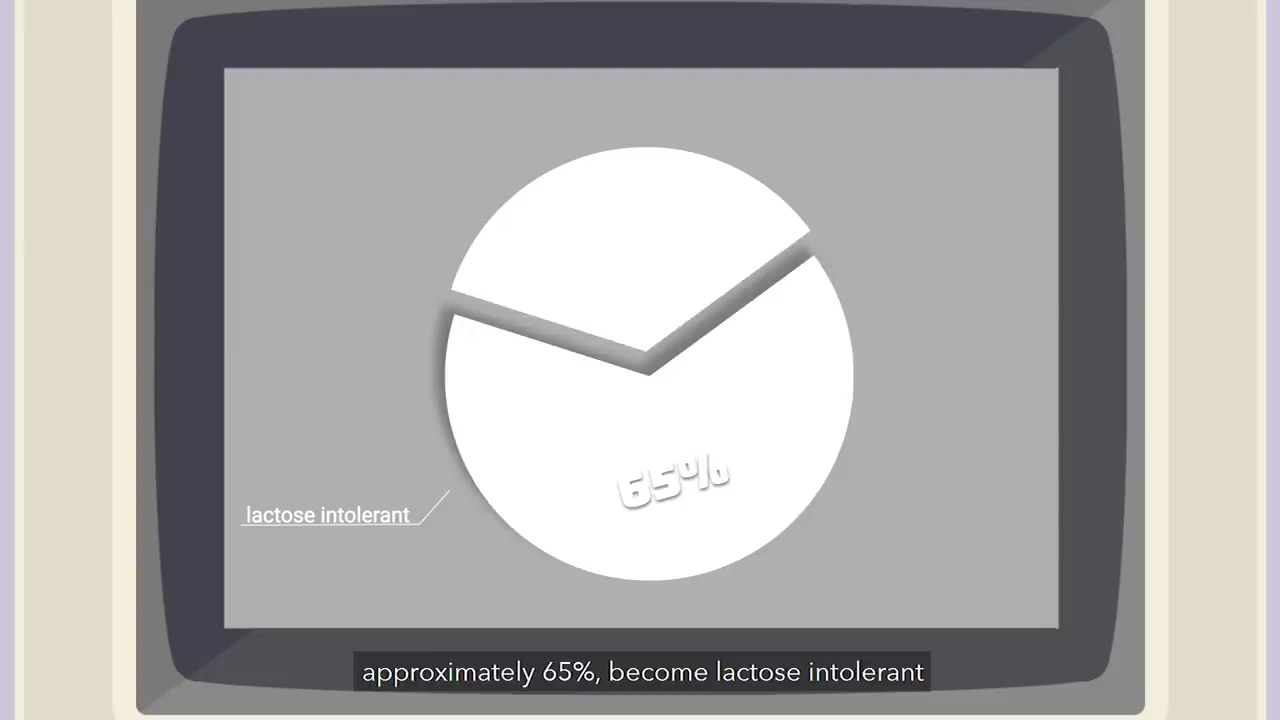 65%
lactose intolerant
approximately 65%, become lactose intolerant